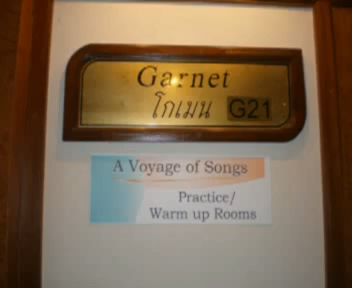 Garnet
โกเมน G21
A Voyage of Songs
Practice/
Warm up Rooms